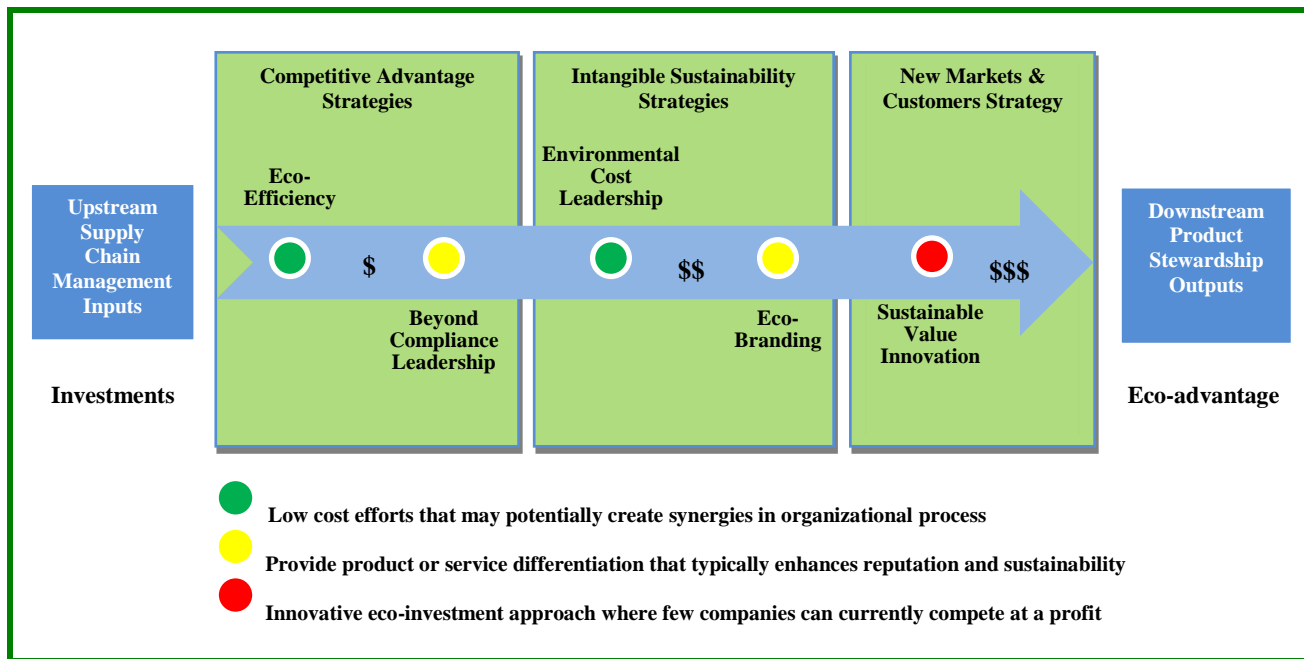 Competitive Advantage
Strategies
Intangible Sustainability
Strategies
New Markets &
Customers Strategy
Eco-
Efficiency
Environmental
Cost
Leadership
Upstream
Supply
Chain
Management
Inputs
$
$$
$$$
Downstream
Product
Stewardship
Outputs
Beyond
Compliance
Leadership
Eco-
Branding
Sustainable
Value
Innovation
Investments
Eco-advantage
Low cost efforts that may potentially create synergies in organizational process
Provide product or service differentiation that typically enhances reputation and sustainability
Innovative eco-investment approach where few companies can currently compete at a profit